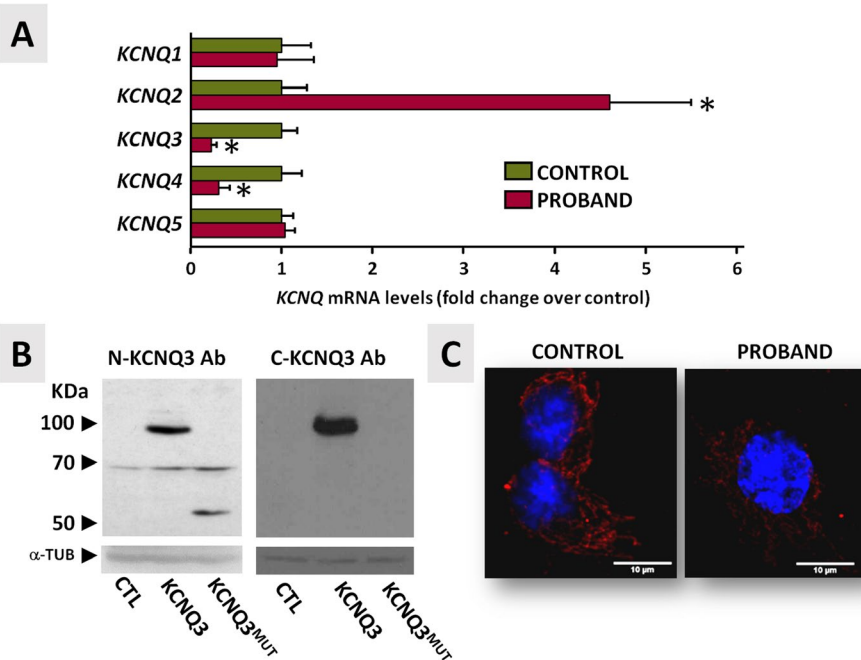 A
KCNQ1
KCNQ2
*
KCNQ3
*
KCNQ4
*
KCNQ5
CONTROL
PROBAND
0 1 2 3 4 5 6
KCNQ mRNA levels (fold change over control)
B
N-KCNQ3 Ab C-KCNQ3 Ab
KDa
100
70
50
α-TUB
CTL KCNQ3 KCNQ3MUT CTL KCNQ3 KCNQ3MUT
C
CONTROL PROBAND
10 µm 10 µm